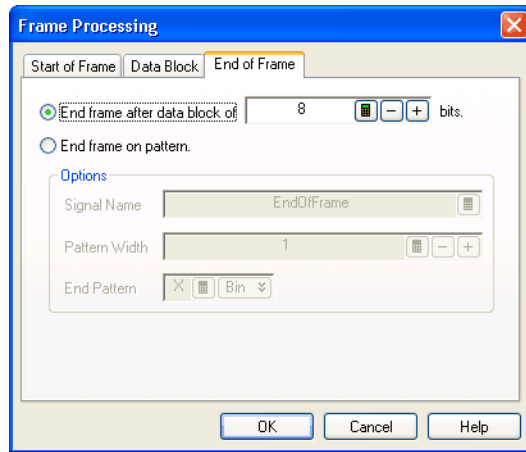 Frame Processing
Start of Frame Data Block End of Frame
End frame after data block of 8 bits.
End frame on pattern.
Options
Signal Name EndOfFrame
Pattern Width 1
End Pattern X Bin
OK Cancel Help